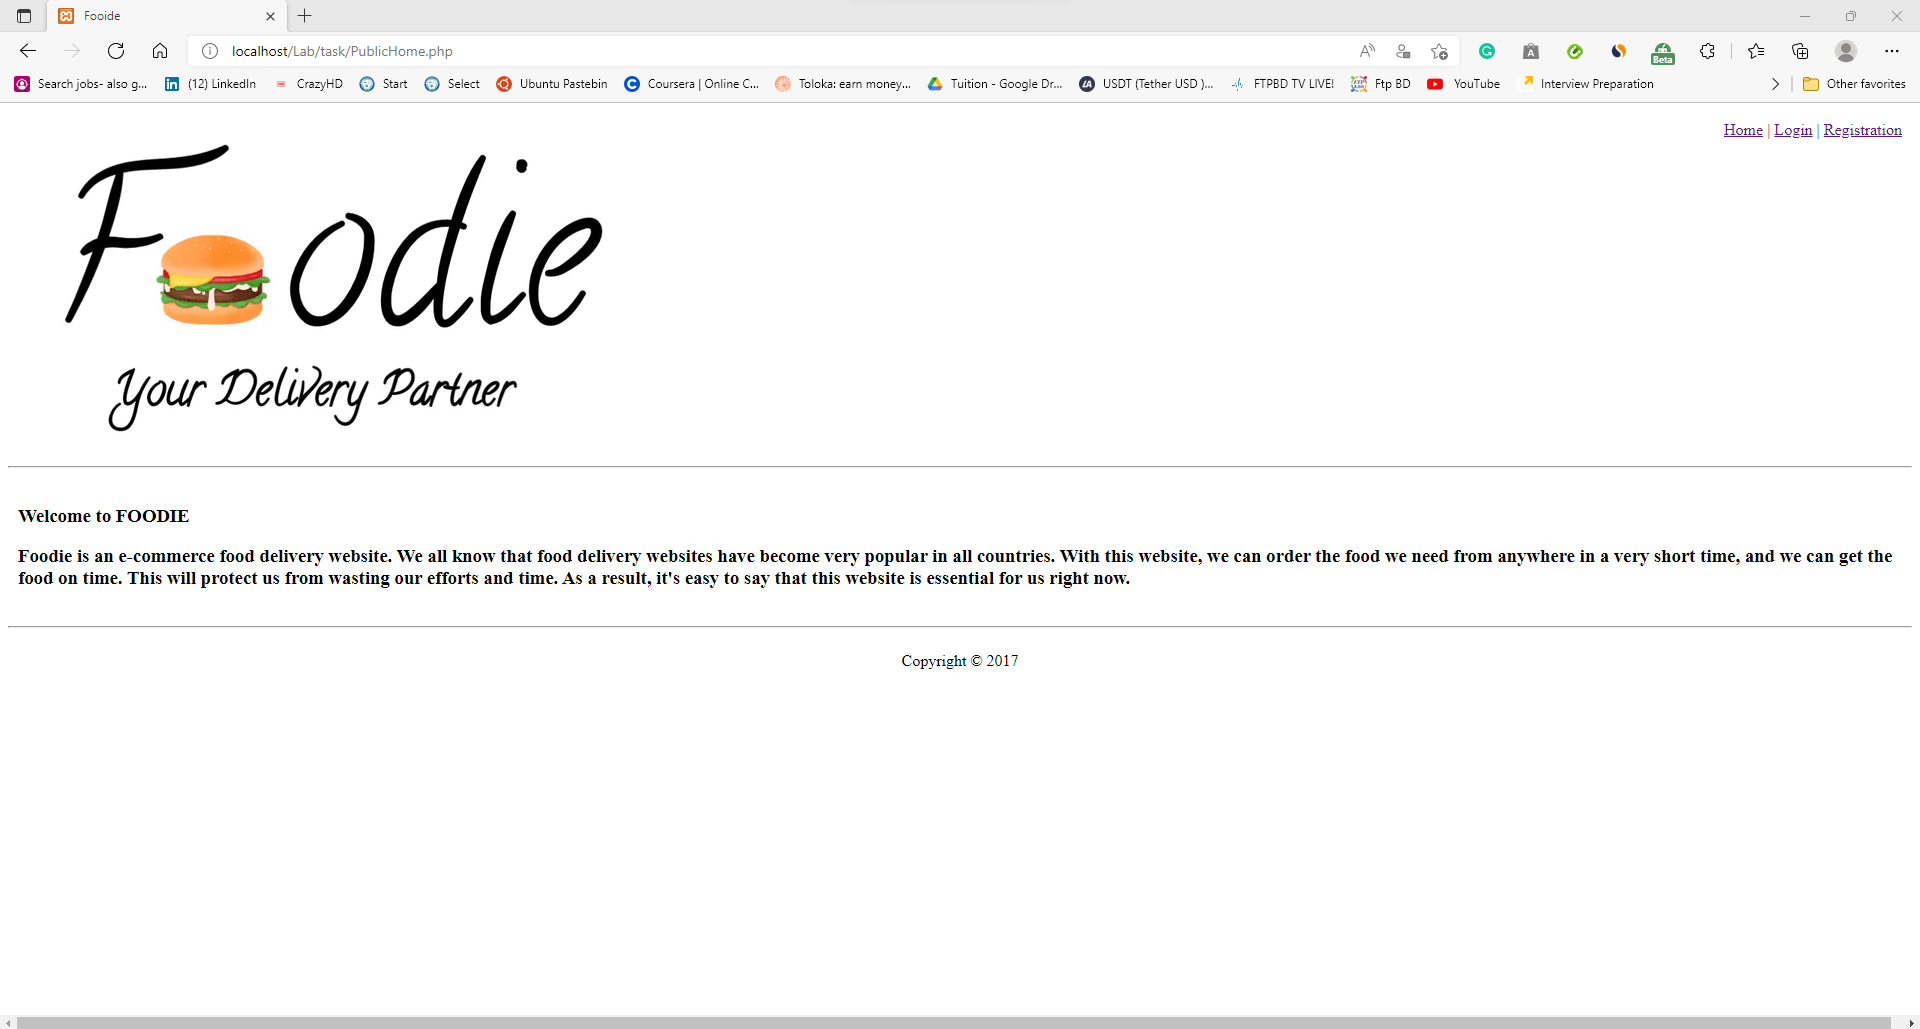 Fooide
localhost/Lab/task/PublicHome.php
Beta
Search jobs- also g... (12) LinkedIn CrazyHD Start Select Ubuntu Pastebin Coursera | Online C... Toloka: earn money... Tuition - Google Dr... USDT (Tether USD )... FTPBD TV LIVE! Ftp BD YouTube Interview Preparation Other favorites
Home | Login | Registration
Foodie
Your Delivery Partner
Welcome to FOODIE
Foodie is an e-commerce food delivery website. We all know that food delivery websites have become very popular in all countries. With this website, we can order the food we need from anywhere in a very short time, and we can get the
food on time. This will protect us from wasting our efforts and time. As a result, it's easy to say that this website is essential for us right now.
Copyright © 2017